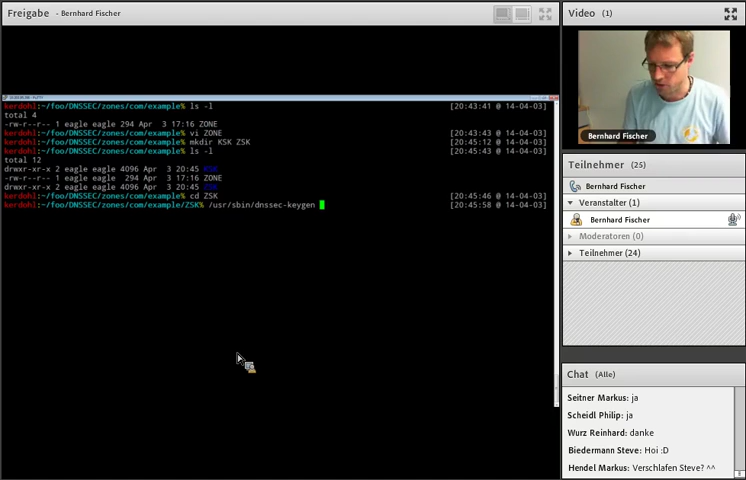 Freigabe - Bernhard Fischer
kerdohl:~/foo/DNSSEC/zones/com/example% ls -l [20:43:41 @ 14-04-03]
total 4
-rw-r--r-- 1 eagle eagle 294 Apr 3 17:16 ZONE
kerdohl:~/foo/DNSSEC/zones/com/example% vi ZONE [20:43:43 @ 14-04-03]
kerdohl:~/foo/DNSSEC/zones/com/example% mkdir KSK ZSK [20:45:12 @ 14-04-03]
kerdohl:~/foo/DNSSEC/zones/com/example% ls -l [20:45:43 @ 14-04-03]
total 12
drwxr-xr-x 2 eagle eagle 4096 Apr 3 20:45 KSK
-rw-r--r-- 1 eagle eagle 294 Apr 3 17:16 ZONE
drwxr-xr-x 2 eagle eagle 4096 Apr 3 20:45 ZSK
kerdohl:~/foo/DNSSEC/zones/com/example% cd ZSK [20:45:46 @ 14-04-03]
kerdohl:~/foo/DNSSEC/zones/com/example/ZSK% /usr/sbin/dnssec-keygen [20:45:58 @ 14-04-03]
Video (1)
Bernhard Fischer
Teilnehmer (25)
Bernhard Fischer
Veranstalter (1)
Bernhard Fischer
Moderatoren (0)
Teilnehmer (24)
Chat (Alle)
Seitner Markus: ja
Scheidl Philip: ja
Wurz Reinhard: danke
Biedermann Steve: Hoi :D
Hendel Markus: Verschlafen Steve? ^^